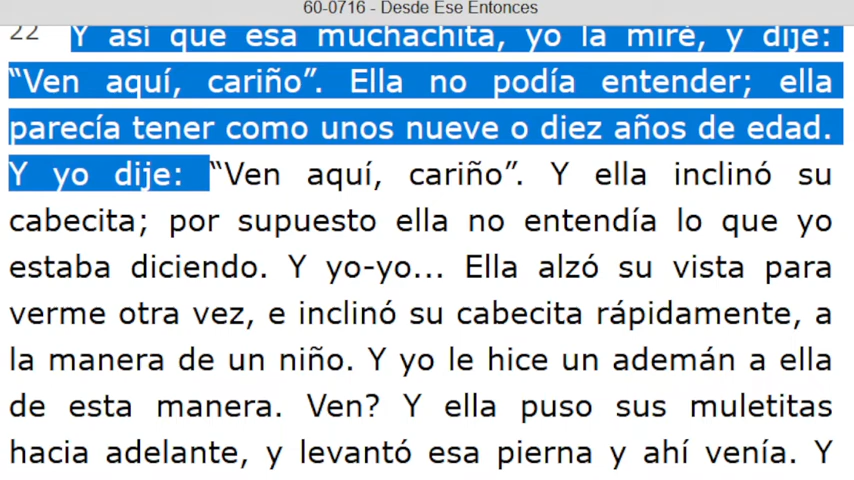 60-0716 - Desde Ese Entonces
22 Y así que esa muchachita, yo la miré, y dije:
“Ven aquí, cariño”. Ella no podía entender; ella
parecía tener como unos nueve o diez años de edad.
Y yo dije: “Ven aquí, cariño”. Y ella inclinó su
cabecita; por supuesto ella no entendía lo que yo
estaba diciendo. Y yo-yo... Ella alzó su vista para
verme otra vez, e inclinó su cabecita rápidamente, a
la manera de un niño. Y yo le hice un ademán a ella
de esta manera. Ven? Y ella puso sus muletitas
hacia adelante, y levantó esa pierna y ahí venía. Y